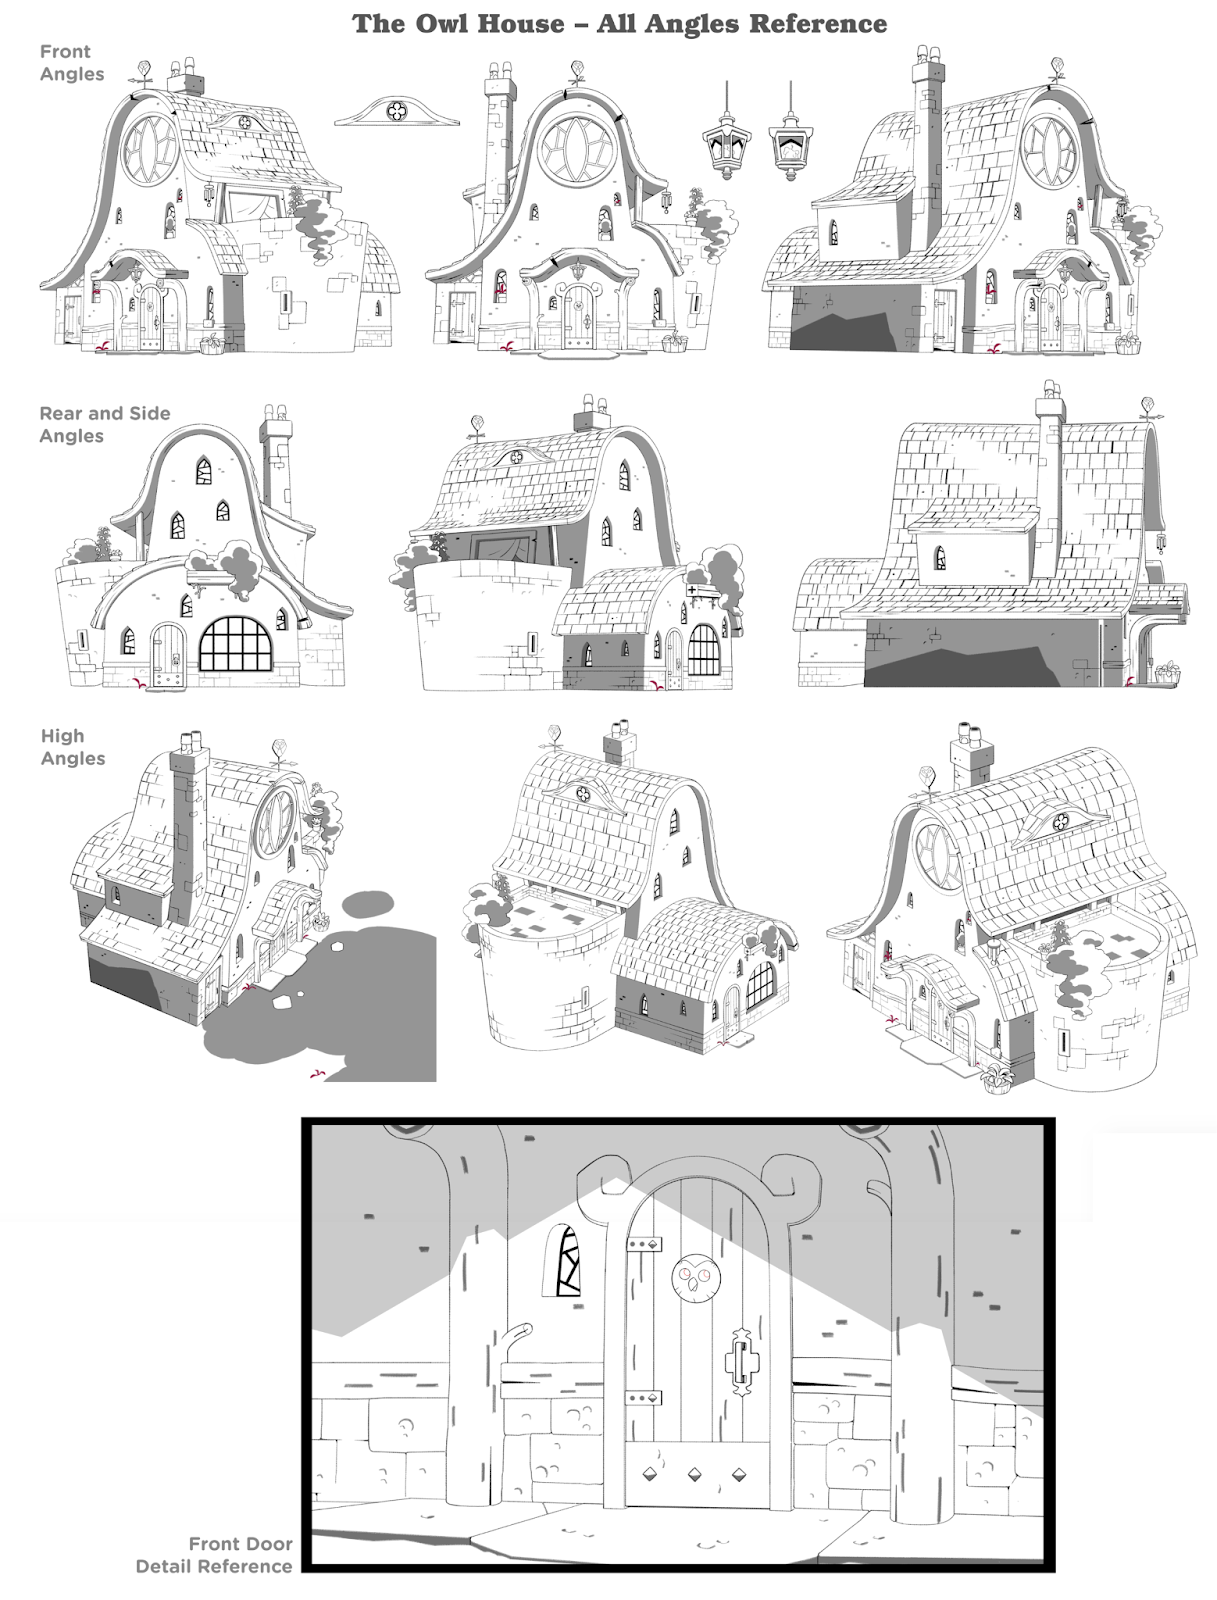 The Owl House – All Angles Reference
Front
Angles
Rear and Side
Angles
High
Angles
Front Door
Detail Reference